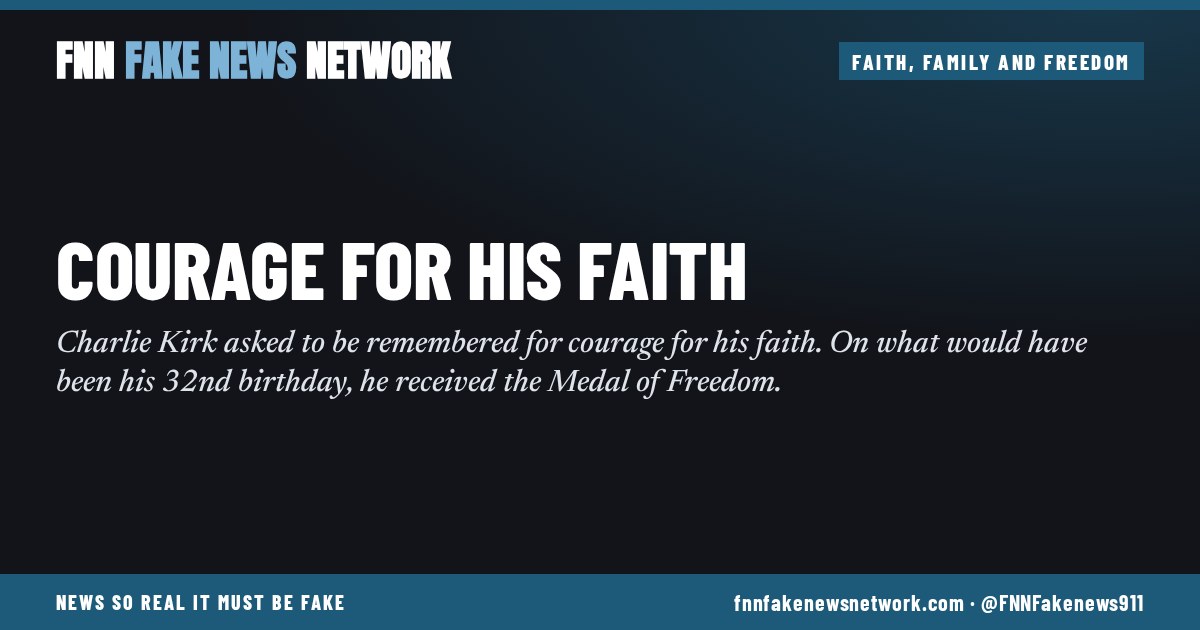 FNN FAKE NEWS NETWORK
FAITH, FAMILY AND FREEDOM
COURAGE FOR HIS FAITH
Charlie Kirk asked to be remembered for courage for his faith. On what would have
been his 32nd birthday, he received the Medal of Freedom.
NEWS SO REAL IT MUST BE FAKE
fnnfakenewsnetwork.com · @FNNFakenews911